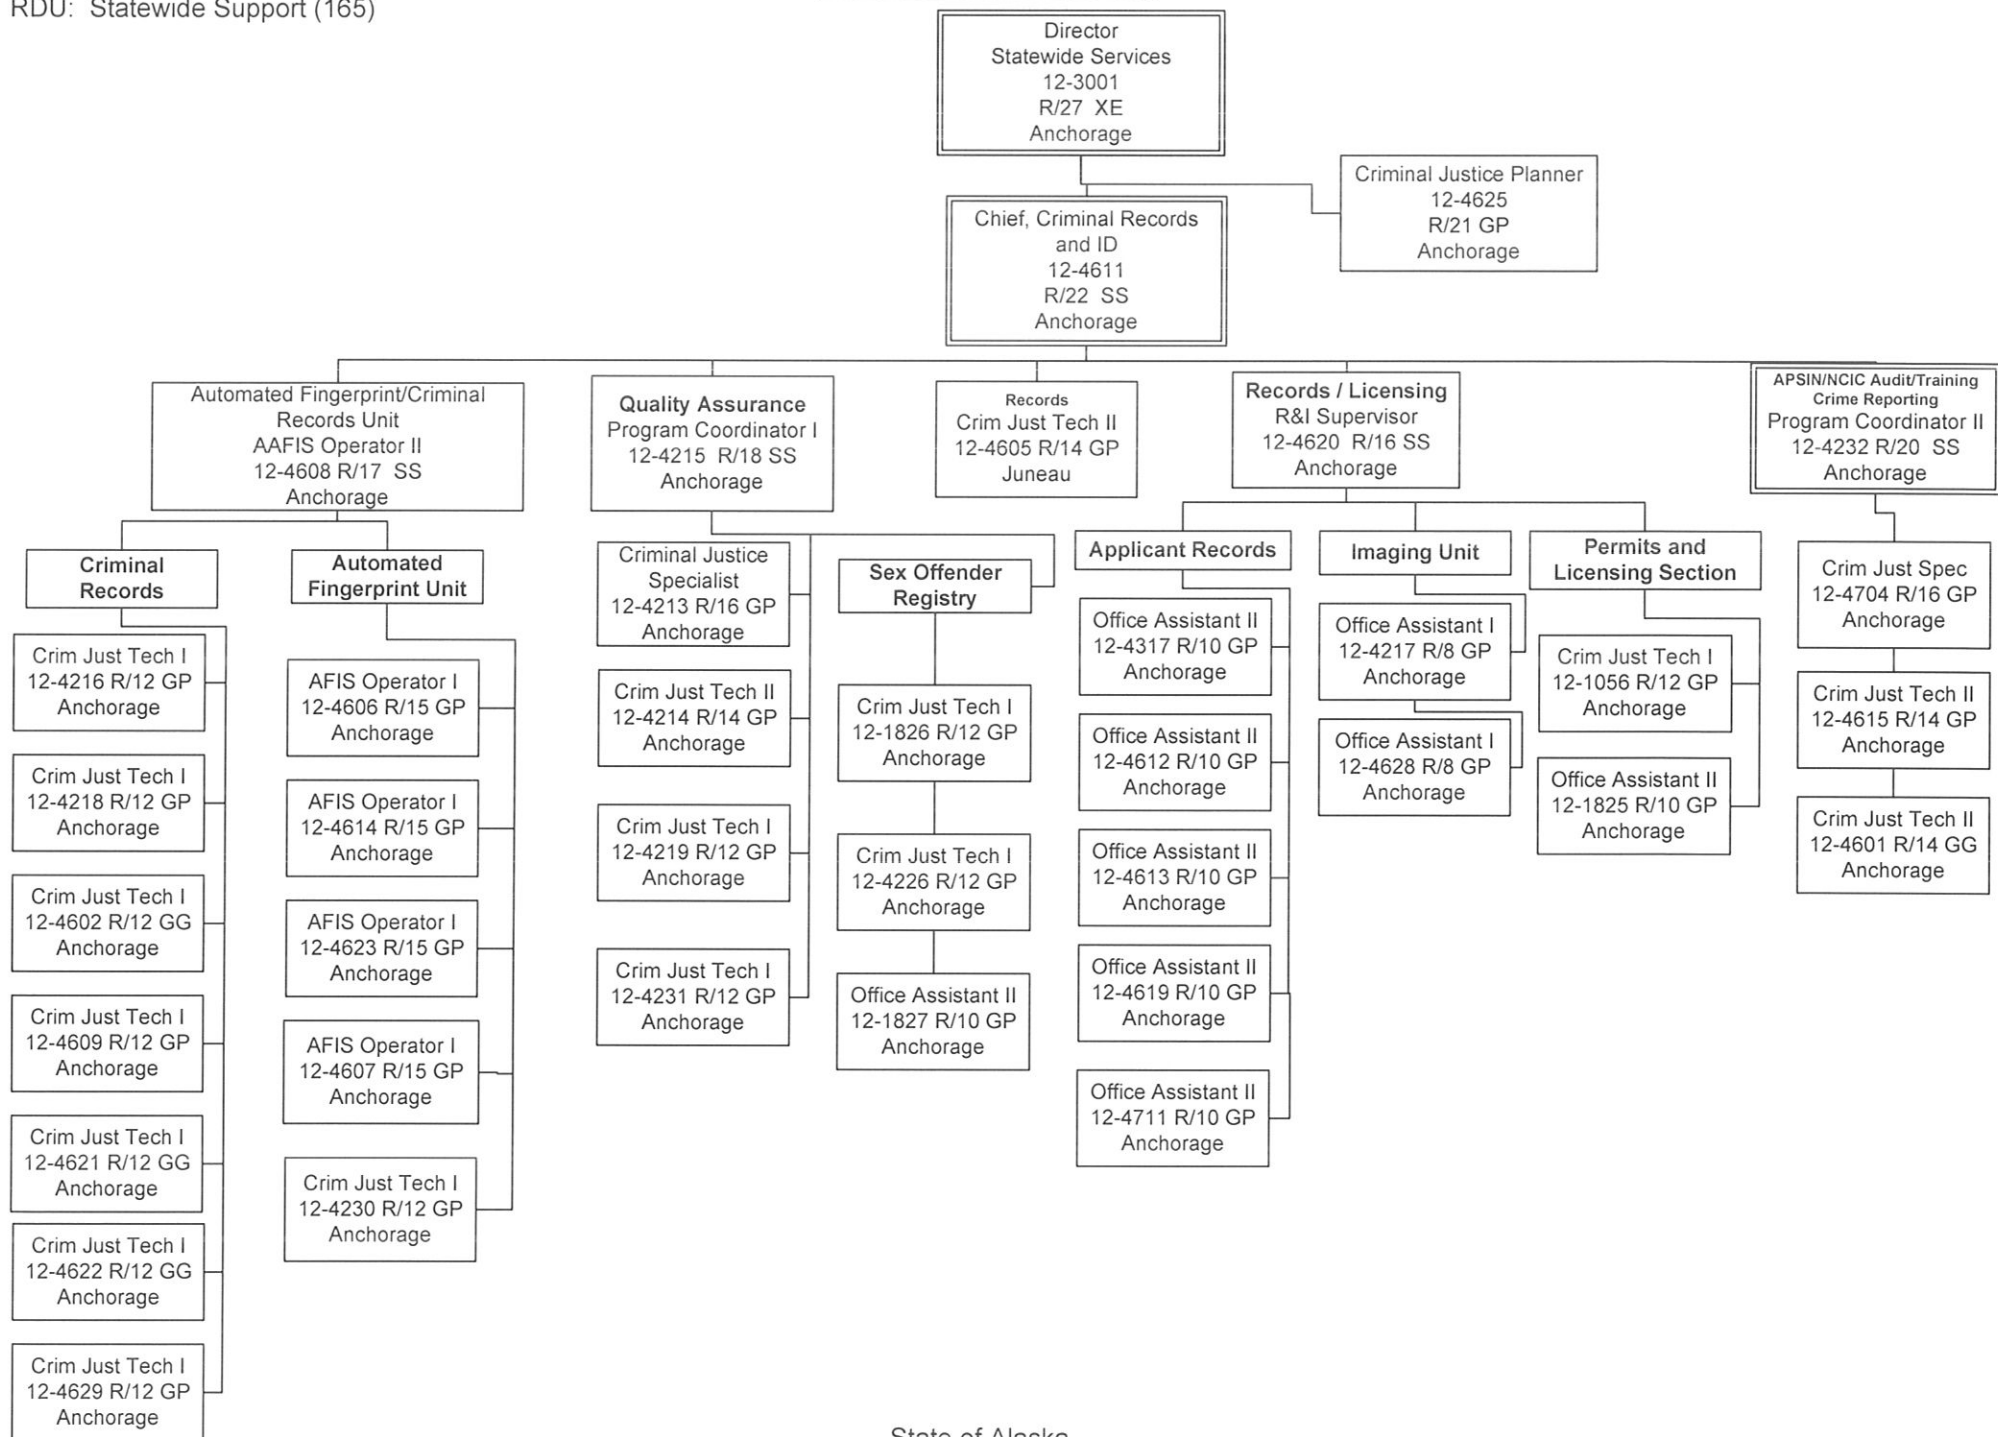 RDU: Statewide Support (165)
Director
Statewide Services
12-3001
R/27 XE
Anchorage
Criminal Justice Planner
12-4625
R/21 GP
Anchorage
Chief, Criminal Records
and ID
12-4611
R/22 SS
Anchorage
Automated Fingerprint/Criminal
Records Unit
AAFIS Operator II
12-4608 R/17 SS
Anchorage
Quality Assurance
Program Coordinator I
12-4215 R/18 SS
Anchorage
Records
Crim Just Tech II
12-4605 R/14 GP
Juneau
Records / Licensing
R&I Supervisor
12-4620 R/16 SS
Anchorage
APSIN/NCIC Audit/Training
Crime Reporting
Program Coordinator II
12-4232 R/20 SS
Anchorage
Criminal
Records
Crim Just Tech I
12-4216 R/12 GP
Anchorage
Crim Just Tech I
12-4218 R/12 GP
Anchorage
Crim Just Tech I
12-4602 R/12 GG
Anchorage
Crim Just Tech I
12-4609 R/12 GP
Anchorage
Crim Just Tech I
12-4621 R/12 GG
Anchorage
Crim Just Tech I
12-4622 R/12 GG
Anchorage
Crim Just Tech I
12-4629 R/12 GP
Anchorage
Automated
Fingerprint Unit
AFIS Operator I
12-4606 R/15 GP
Anchorage
AFIS Operator I
12-4614 R/15 GP
Anchorage
AFIS Operator I
12-4623 R/15 GP
Anchorage
AFIS Operator I
12-4607 R/15 GP
Anchorage
Crim Just Tech I
12-4230 R/12 GP
Anchorage
Criminal Justice
Specialist
12-4213 R/16 GP
Anchorage
Crim Just Tech II
12-4214 R/14 GP
Anchorage
Crim Just Tech I
12-4219 R/12 GP
Anchorage
Crim Just Tech I
12-4231 R/12 GP
Anchorage
Sex Offender
Registry
Crim Just Tech I
12-1826 R/12 GP
Anchorage
Crim Just Tech I
12-4226 R/12 GP
Anchorage
Office Assistant II
12-1827 R/10 GP
Anchorage
Applicant Records
Office Assistant II
12-4317 R/10 GP
Anchorage
Office Assistant II
12-4612 R/10 GP
Anchorage
Office Assistant II
12-4613 R/10 GP
Anchorage
Office Assistant II
12-4619 R/10 GP
Anchorage
Office Assistant II
12-4711 R/10 GP
Anchorage
Imaging Unit
Office Assistant I
12-4217 R/8 GP
Anchorage
Office Assistant I
12-4628 R/8 GP
Anchorage
Permits and
Licensing Section
Crim Just Tech I
12-1056 R/12 GP
Anchorage
Office Assistant II
12-1825 R/10 GP
Anchorage
Crim Just Spec
12-4704 R/16 GP
Anchorage
Crim Just Tech II
12-4615 R/14 GP
Anchorage
Crim Just Tech II
12-4601 R/14 GG
Anchorage
State of Alaska